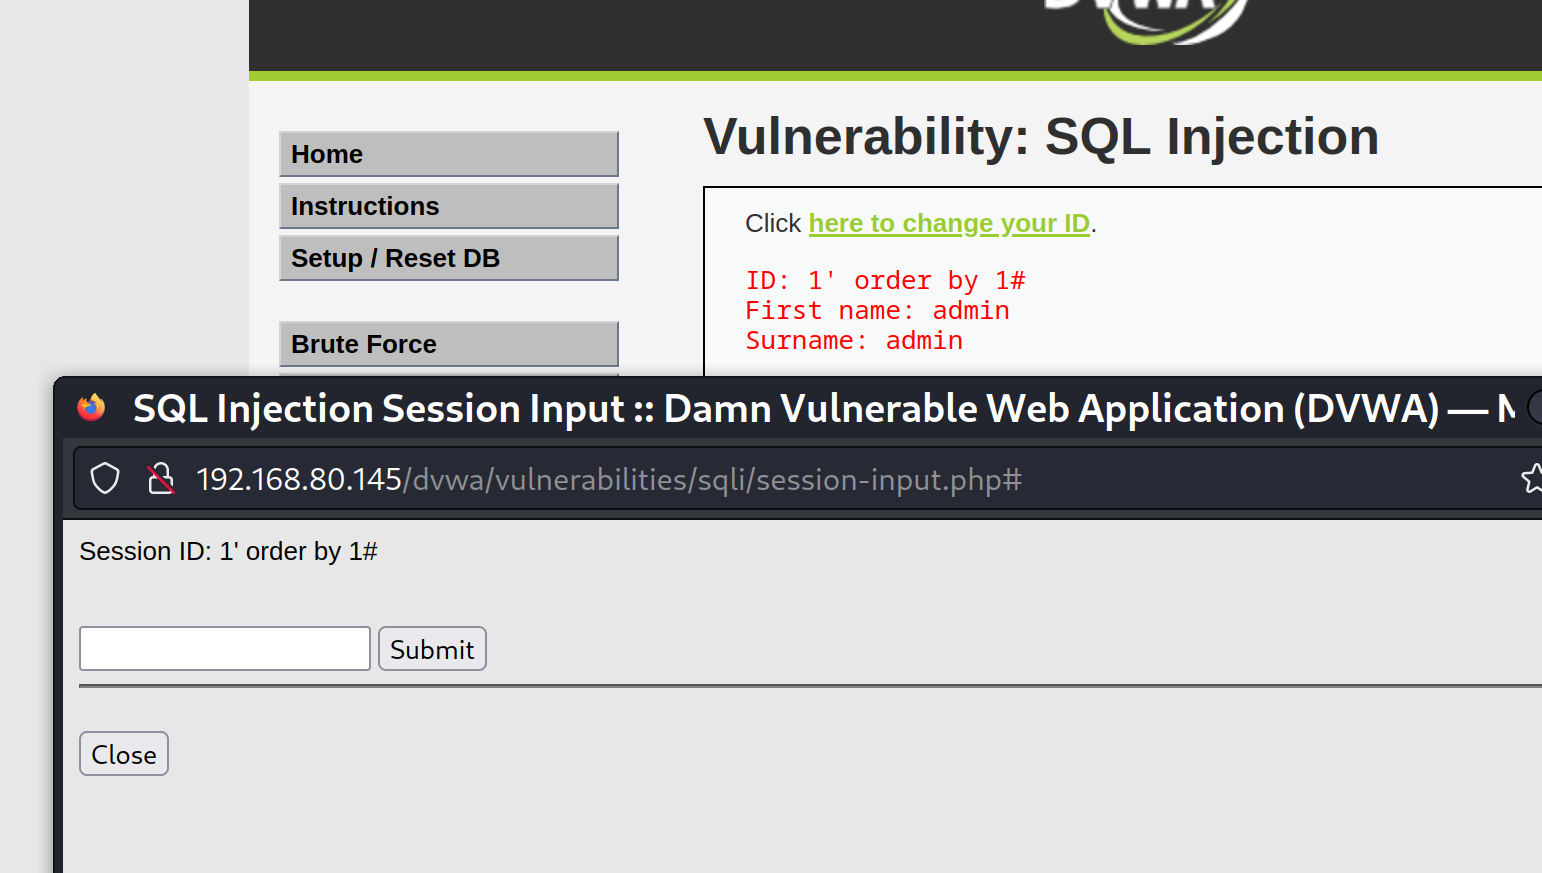 DVWA
Vulnerability: SQL Injection
Home
Instructions
Setup / Reset DB
Brute Force
Click here to change your ID.
ID: 1' order by 1#
First name: admin
Surname: admin
SQL Injection Session Input :: Damn Vulnerable Web Application (DVWA) —
192.168.80.145/dvwa/vulnerabilities/sqli/session-input.php#
Session ID: 1' order by 1#
Submit
Close